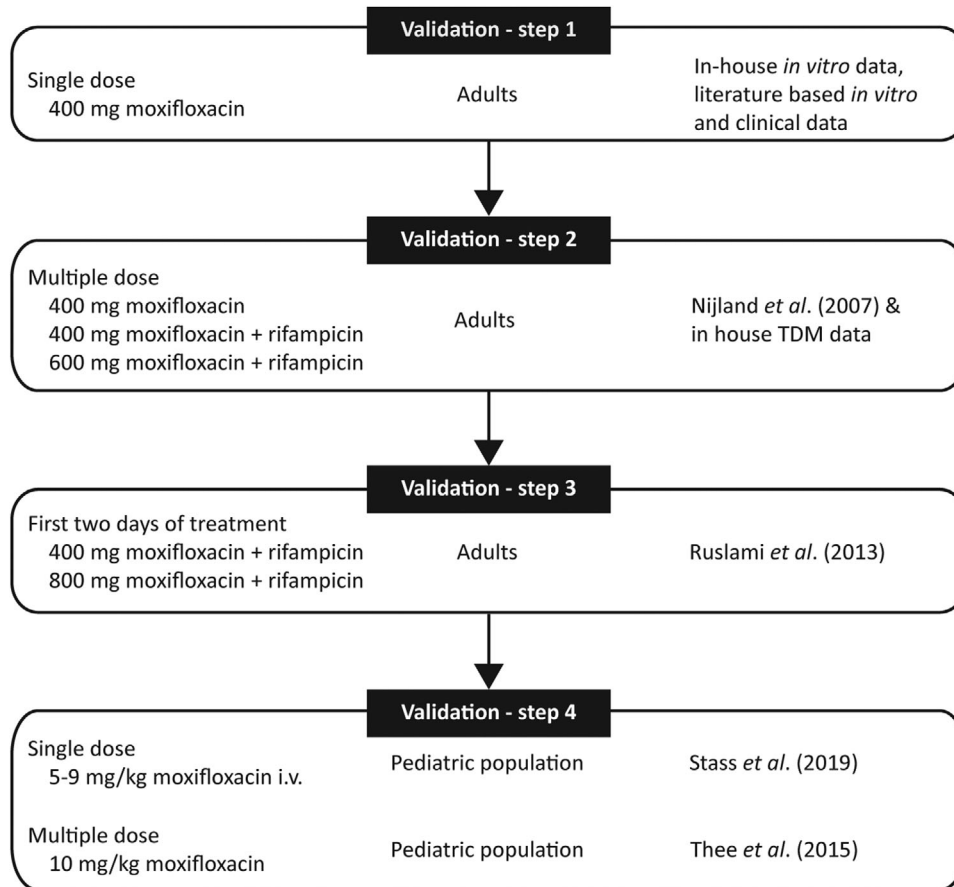 Validation - step 1
Single dose
400 mg moxifloxacin
Adults
In-house in vitro data,
literature based in vitro
and clinical data
Validation - step 2
Multiple dose
400 mg moxifloxacin
400 mg moxifloxacin + rifampicin
600 mg moxifloxacin + rifampicin
Adults
Nijland et al. (2007) &
in house TDM data
Validation - step 3
First two days of treatment
400 mg moxifloxacin + rifampicin
800 mg moxifloxacin + rifampicin
Adults
Ruslami et al. (2013)
Validation - step 4
Single dose
5-9 mg/kg moxifloxacin i.v.
Pediatric population
Stass et al. (2019)
Multiple dose
10 mg/kg moxifloxacin
Pediatric population
Thee et al. (2015)